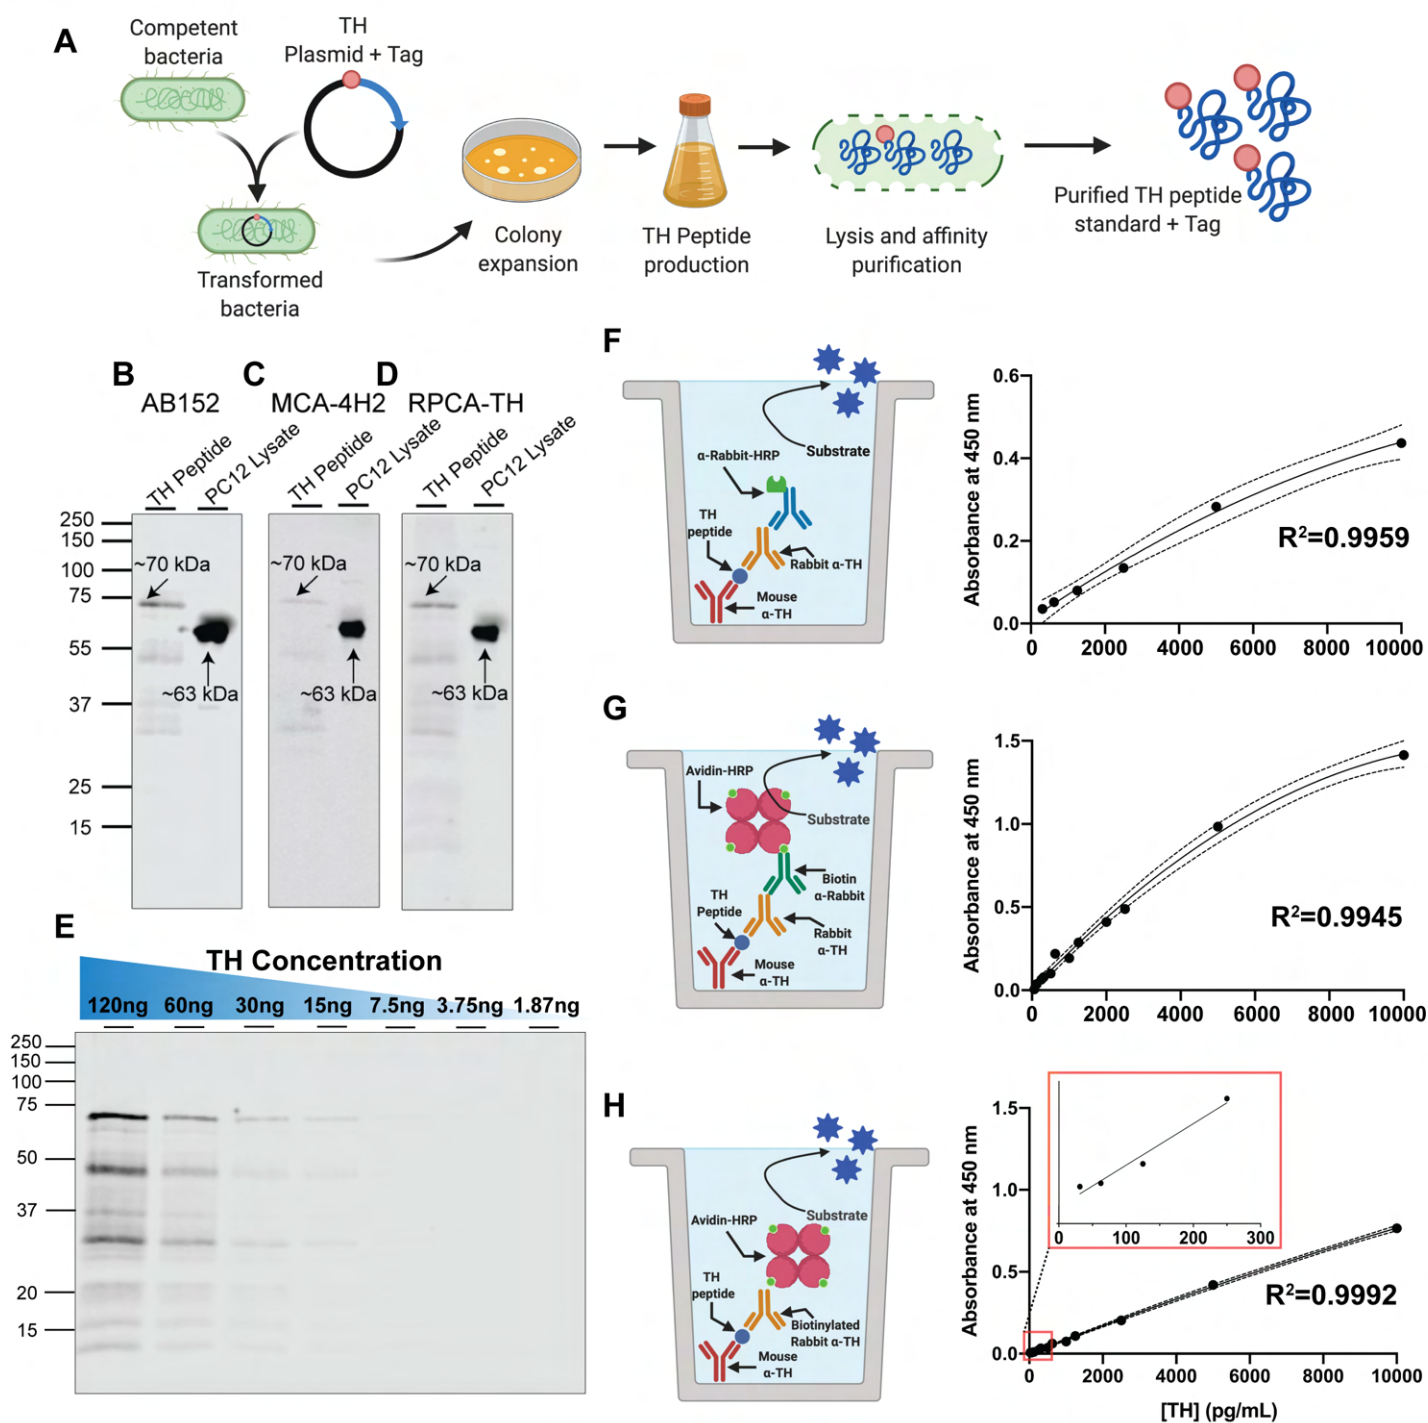 A
Competent
bacteria
TH
Plasmid + Tag
Transformed
bacteria
Colony
expansion
TH Peptide
production
Lysis and affinity
purification
Purified TH peptide
standard + Tag
B
AB152
C
MCA-4H2
D
RPCA-TH
TH Peptide
PC12 Lysate
TH Peptide
PC12 Lysate
TH Peptide
PC12 Lysate
250
150
100
75
55
37
25
15
~70 kDa
~63 kDa
~70 kDa
~63 kDa
~70 kDa
~63 kDa
E
TH Concentration
120ng 60ng 30ng 15ng 7.5ng 3.75ng 1.87ng
250
150
100
75
50
37
20
15
F
Substrate
α-Rabbit-HRP
TH
peptide
Rabbit α-TH
Mouse
α-TH
Absorbance at 450 nm
0.6
0.4
0.2
0.0
R²=0.9959
0 2000 4000 6000 8000 10000
G
Avidin-HRP
Substrate
Biotin
α-Rabbit
TH
Peptide
Rabbit
α-TH
Mouse
α-TH
Absorbance at 450 nm
1.5
1.0
0.5
0.0
R²=0.9945
0 2000 4000 6000 8000 10000
H
Substrate
Avidin-HRP
TH
peptide
Biotinylated
Rabbit α-TH
Mouse
α-TH
Absorbance at 450 nm
1.5
1.0
0.5
0.0
0 100 200 300
R²=0.9992
0 2000 4000 6000 8000 10000
[TH] (pg/mL)